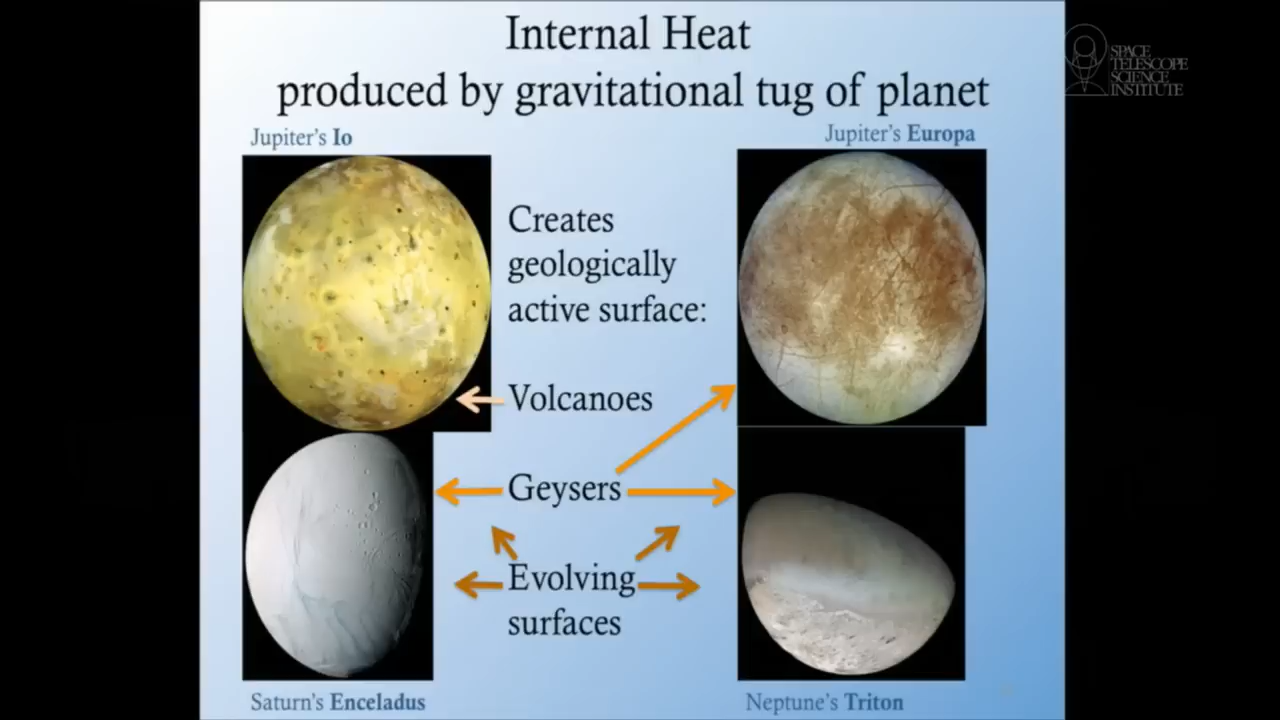 Internal Heat
produced by gravitational tug of planet
Jupiter's Io
Jupiter's Europa
Creates
geologically
active surface:
Volcanoes
Geysers
Evolving
surfaces
Saturn's Enceladus
Neptune's Triton
SPACE
TELESCOPE
SCIENCE
INSTITUTE